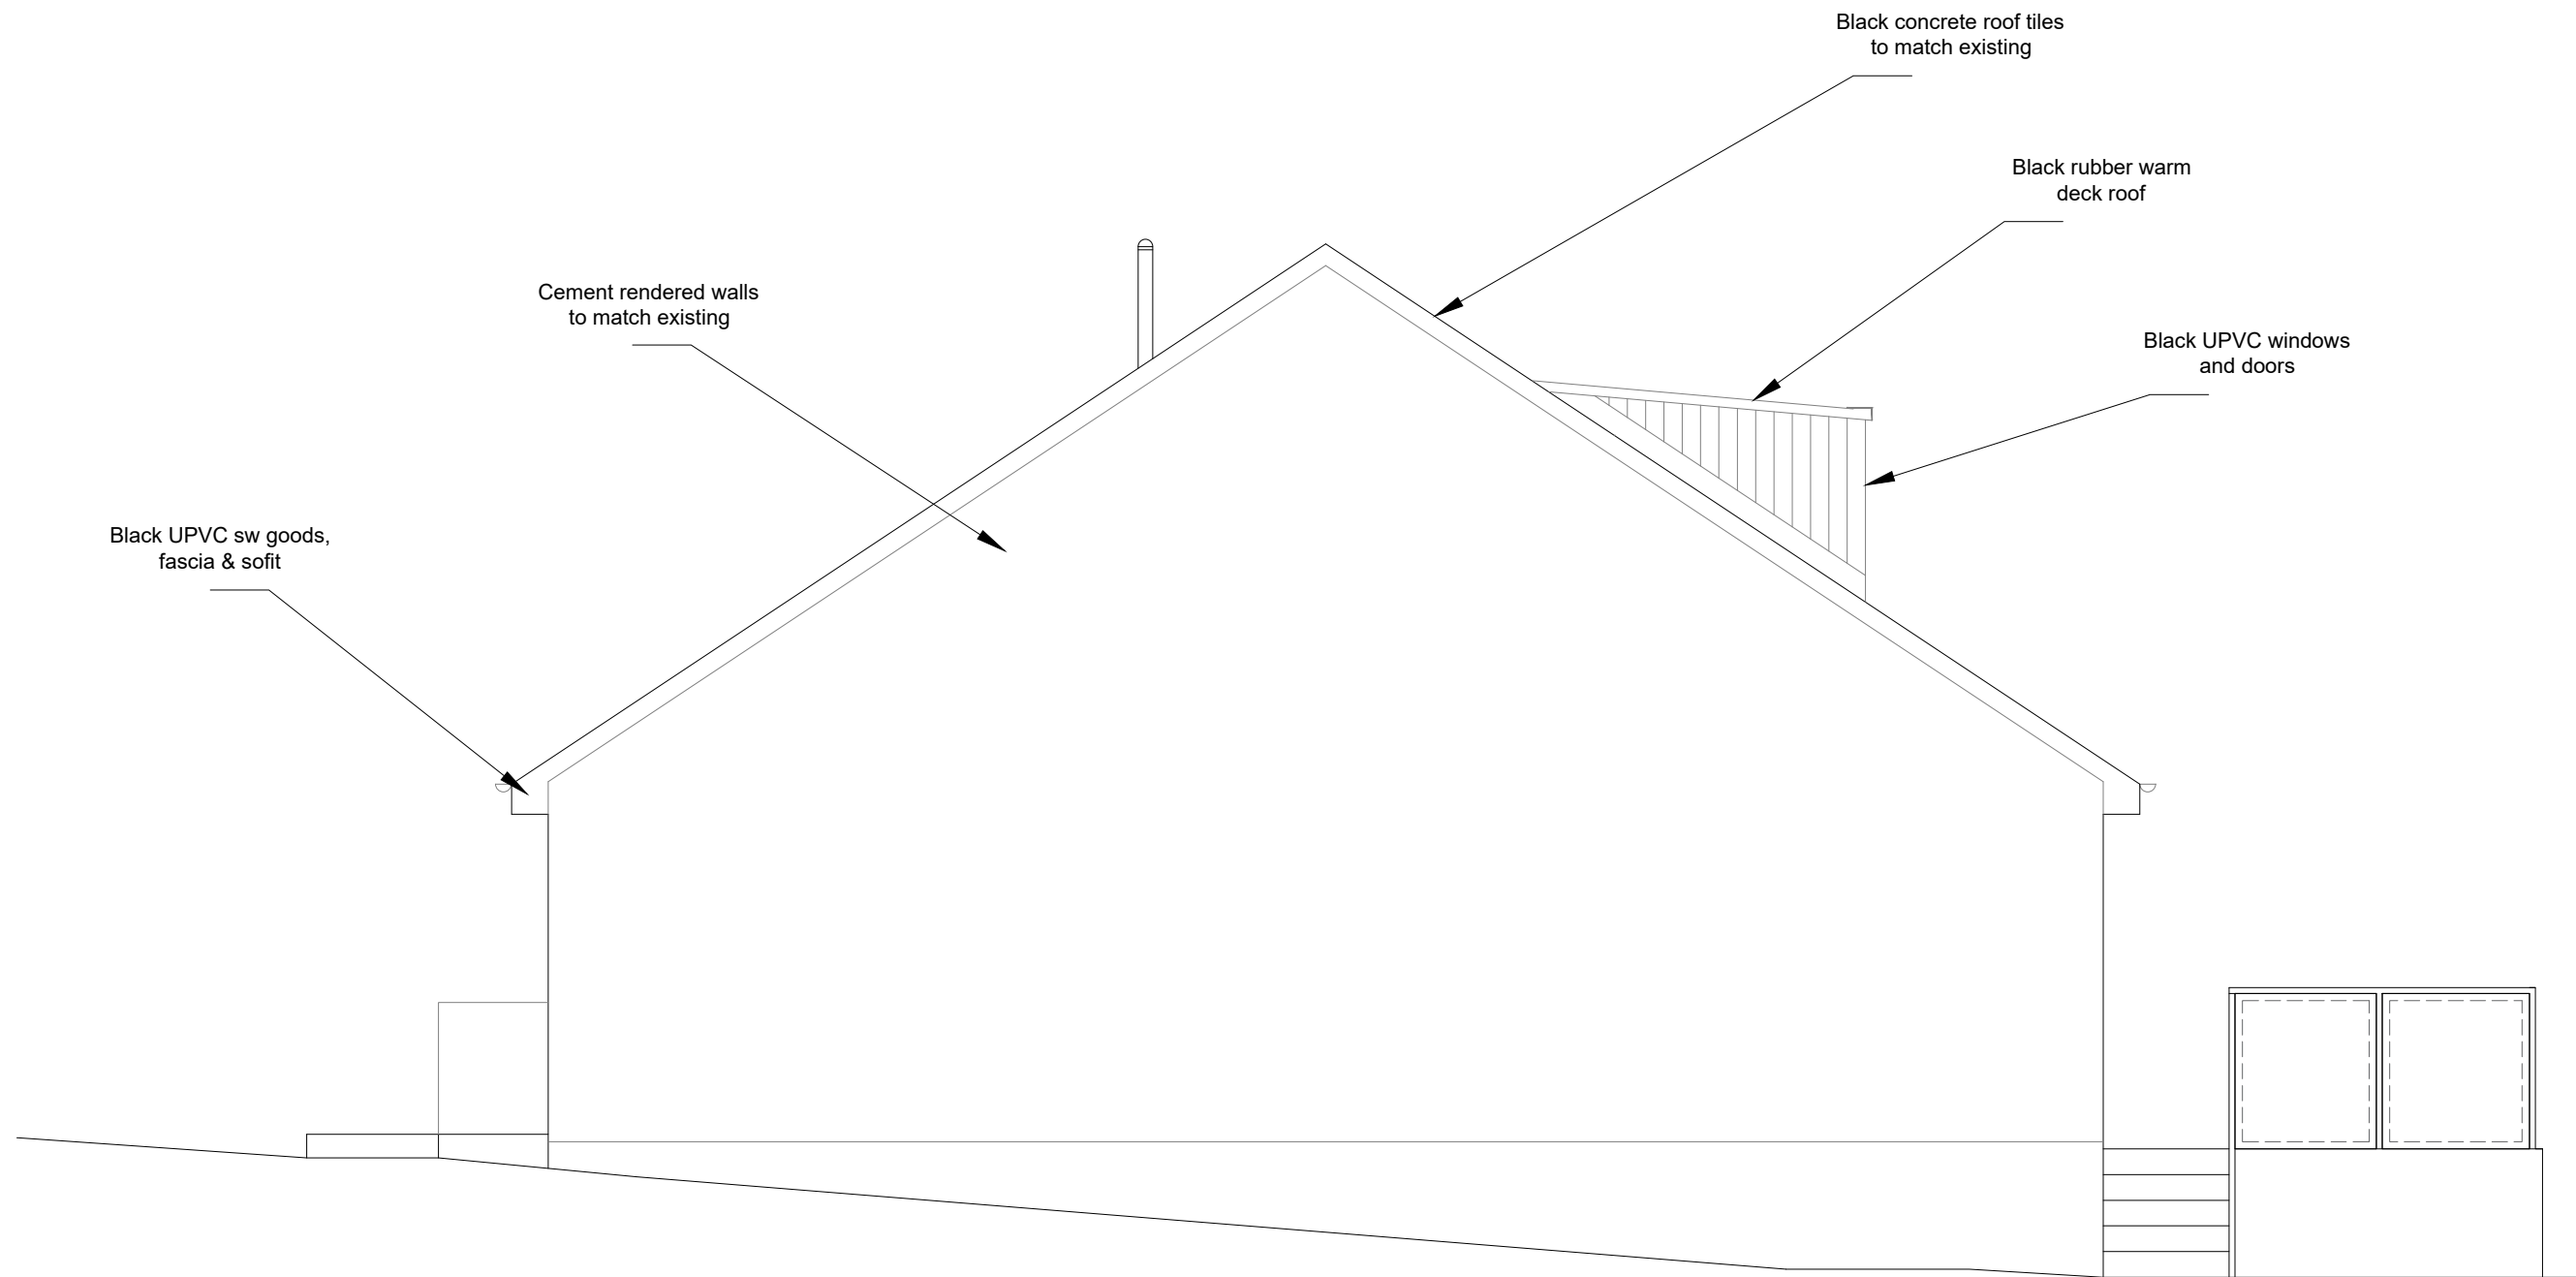 Black concrete roof tiles
to match existing
Black rubber warm
deck roof
Cement rendered walls
to match existing
Black UPVC windows
and doors
Black UPVC sw goods,
fascia & sofit